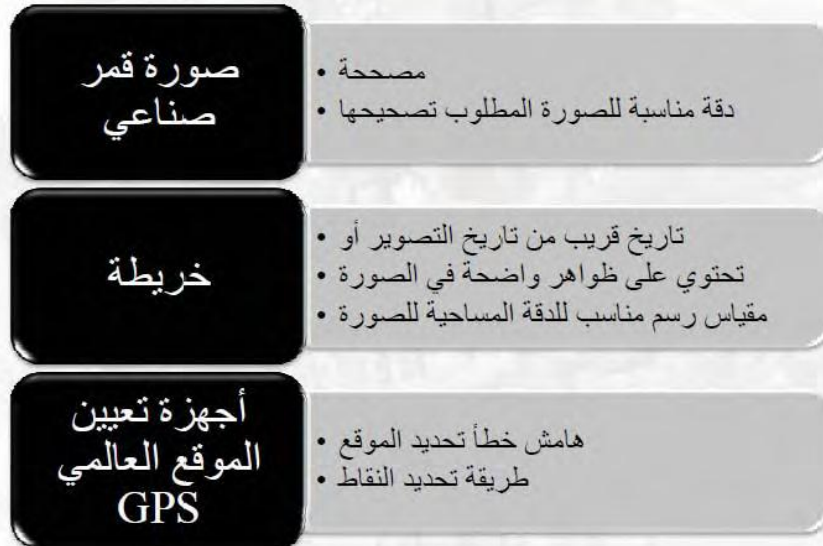 صورة قمر
صناعي
• مصححة
• دقة مناسبة للصورة المطلوب تصحيحها
خريطة
• تاريخ قريب من تاريخ التصوير أو
• تحتوي على ظواهر واضحة في الصورة
• مقياس رسم مناسب للدقة المساحية للصورة
أجهزة تعيين
الموقع العالمي
GPS
• هامش خطأ تحديد الموقع
• طريقة تحديد النقاط